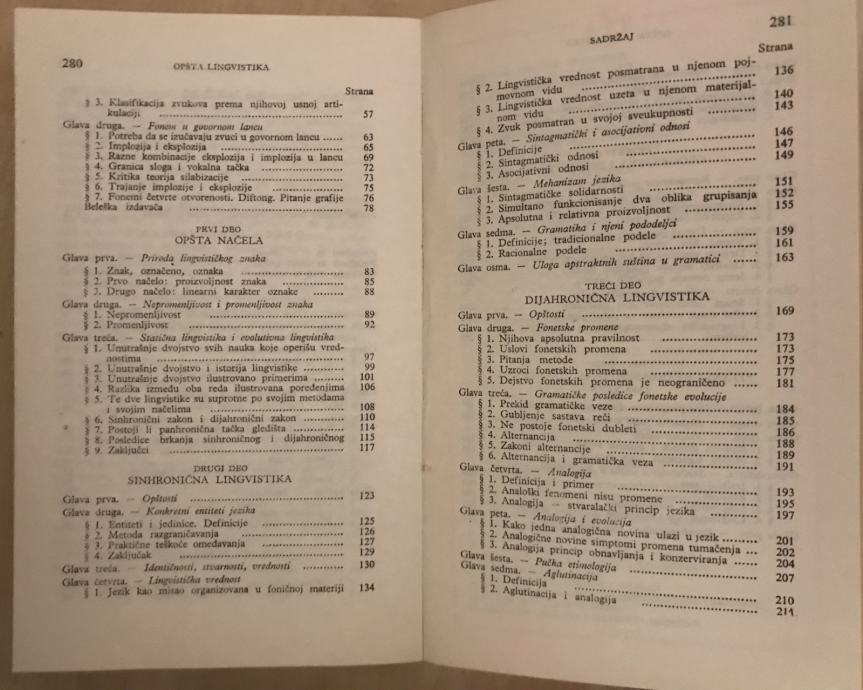 280
OPŠTA LINGVISTIKA
Strana
§ 3. Klasifikacija zvukova prema njihovoj usnoj arti-
kulaciji ........ 57
Glava druga. — Fonem u govornom lancu
§ 1. Potreba da se izučavaju zvuci u govornom lancu ...... 63
§ 2. Implozija i eksplozija ........ 65
§ 3. Razne kombinacije eksplozija i implozija u lancu 69
§ 4. Granica sloga i vokalna tačka ........ 72
§ 5. Kritika teorija silabizacije ........ 73
§ 6. Trajanje implozije i eksplozije ........ 75
§ 7. Fonemi četvrte otvorenosti. Diftong. Pitanje grafije 76
Beleška izdavača ........ 78
PRVI DEO
OPŠTA NAČELA
Glava prva. — Priroda lingvističkog znaka
§ 1. Znak, označeno, oznaka ........ 83
§ 2. Prvo načelo: proizvoljnost znaka ........ 85
§ 3. Drugo načelo: linearni karakter oznake ........ 88
Glava druga. — Nepromenljivost i promenljivost znaka
§ 1. Nepromenljivost ........ 89
§ 2. Promenljivost ........ 92
Glava treća. — Statična lingvistika i evolutivna lingvistika
§ 1. Unutrašnje dvojstvo svih nauka koje operišu vred-
nostima ........ 97
§ 2. Unutrašnje dvojstvo i istorija lingvistike ........ 99
§ 3. Unutrašnje dvojstvo ilustrovano primerima ........ 101
§ 4. Razlika između oba reda ilustrovana poređenjima 106
§ 5. Te dve lingvistike su suprotne po svojim metodama
i svojim načelima ........ 108
§ 6. Sinhronični zakon i dijahronični zakon ........ 110
§ 7. Postoji li panhronična tačka gledišta ........ 114
§ 8. Posledice brkanja sinhroničnog i dijahroničnog 115
§ 9. Zaključci ........ 117
DRUGI DEO
SINHRONIČNA LINGVISTIKA
Glava prva. — Opštosti ........ 123
Glava druga. — Konkretni entiteti jezika
§ 1. Entiteti i jedinice. Definicije ........ 125
§ 2. Metoda razgraničavanja ........ 126
§ 3. Praktične teškoće omeđavanja ........ 127
§ 4. Zaključak ........ 129
Glava treća. — Identičnosti, stvarnosti, vrednosti ........ 130
Glava četvrta. — Lingvistička vrednost
§ 1. Jezik kao misao organizovana u foničnoj materiji 134
281
SADRŽAJ
Strana
§ 2. Lingvistička vrednost posmatrana u njenom poj-
movnom vidu ........ 136
§ 3. Lingvistička vrednost uzeta u njenom materijal-
nom vidu ........ 140
§ 4. Zvuk posmatran u svojoj sveukupnosti ........ 143
Glava peta. — Sintagmatički i asocijativni odnosi
§ 1. Definicije ........ 146
§ 2. Sintagmatički odnosi ........ 147
§ 3. Asocijativni odnosi ........ 149
Glava šesta. — Mehanizam jezika
§ 1. Sintagmatičke solidarnosti ........ 151
§ 2. Simultano funkcionisanje dva oblika grupisanja 152
§ 3. Apsolutna i relativna proizvoljnost ........ 155
Glava sedma. — Gramatika i njeni pododeljci
§ 1. Definicije; tradicionalne podele ........ 159
§ 2. Racionalne podele ........ 161
Glava osma. — Uloga apstraktnih suština u gramatici ...... 163
TREĆI DEO
DIJAHRONIČNA LINGVISTIKA
Glava prva. — Opštosti ........ 169
Glava druga. — Fonetske promene
§ 1. Njihova apsolutna pravilnost ........ 173
§ 2. Uslovi fonetskih promena ........ 173
§ 3. Pitanja metode ........ 175
§ 4. Uzroci fonetskih promena ........ 177
§ 5. Dejstvo fonetskih promena je neograničeno ...... 181
Glava treća. — Gramatičke posledice fonetske evolucije
§ 1. Prekid gramatičke veze ........ 184
§ 2. Gubljenje sastava reči ........ 185
§ 3. Ne postoje fonetski dubleti ........ 186
§ 4. Alternancija ........ 188
§ 5. Zakoni alternancije ........ 189
§ 6. Alternancija i gramatička veza ........ 191
Glava četvrta. — Analogija
§ 1. Definicija i primer ........ 193
§ 2. Analoški fenomeni nisu promene ........ 195
§ 3. Analogija — stvaralački princip jezika ........ 197
Glava peta. — Analogija i evolucija
§ 1. Kako jedna analogična novina ulazi u jezik ........ 201
§ 2. Analogične novine simptomi promena tumačenja ... 202
§ 3. Analogija princip obnavljanja i konzerviranja ...... 204
Glava šesta. — Pučka etimologija ........ 207
Glava sedma. — Aglutinacija
§ 1. Definicija ........ 210
§ 2. Aglutinacija i analogija ........ 211